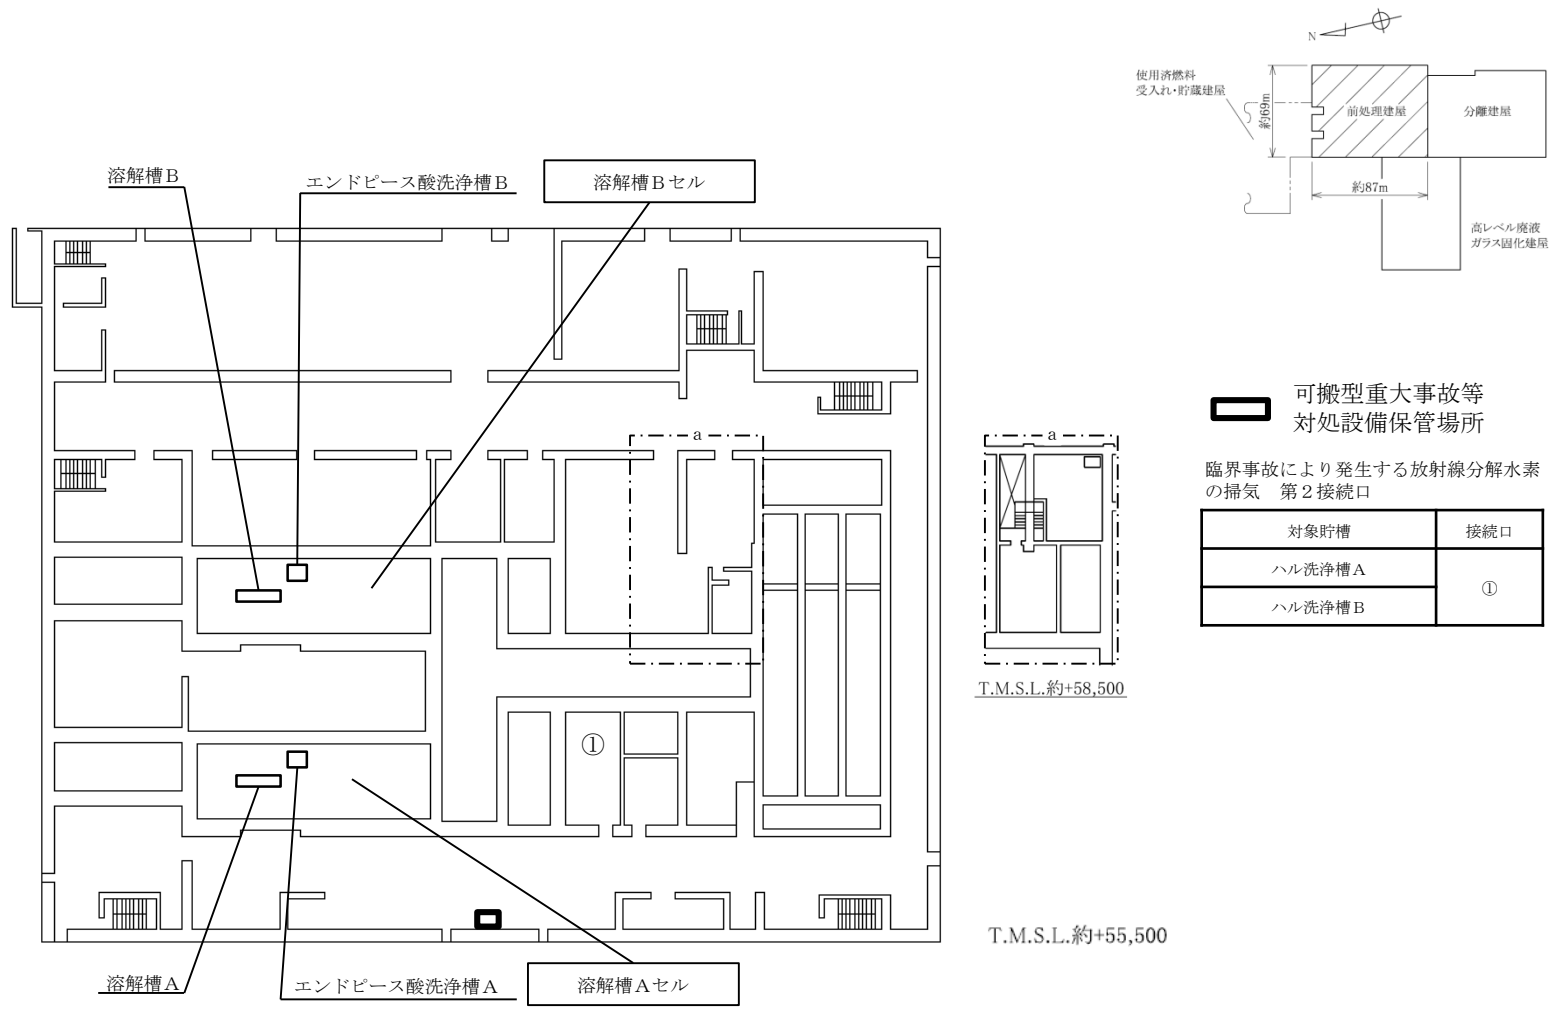 N
使用済燃料
受入れ・貯蔵建屋
約69m
前処理建屋
分離建屋
約87m
高レベル廃液
ガラス固化建屋
溶解槽B
エンドピース酸洗浄槽B
溶解槽Bセル
a
a
①
T.M.S.L.約+58,500
可搬型重大事故等
対処設備保管場所
臨界事故により発生する放射線分解水素
の掃気　第2接続口
対象貯槽
接続口
ハル洗浄槽A
①
ハル洗浄槽B
T.M.S.L.約+55,500
溶解槽A
エンドピース酸洗浄槽A
溶解槽Aセル